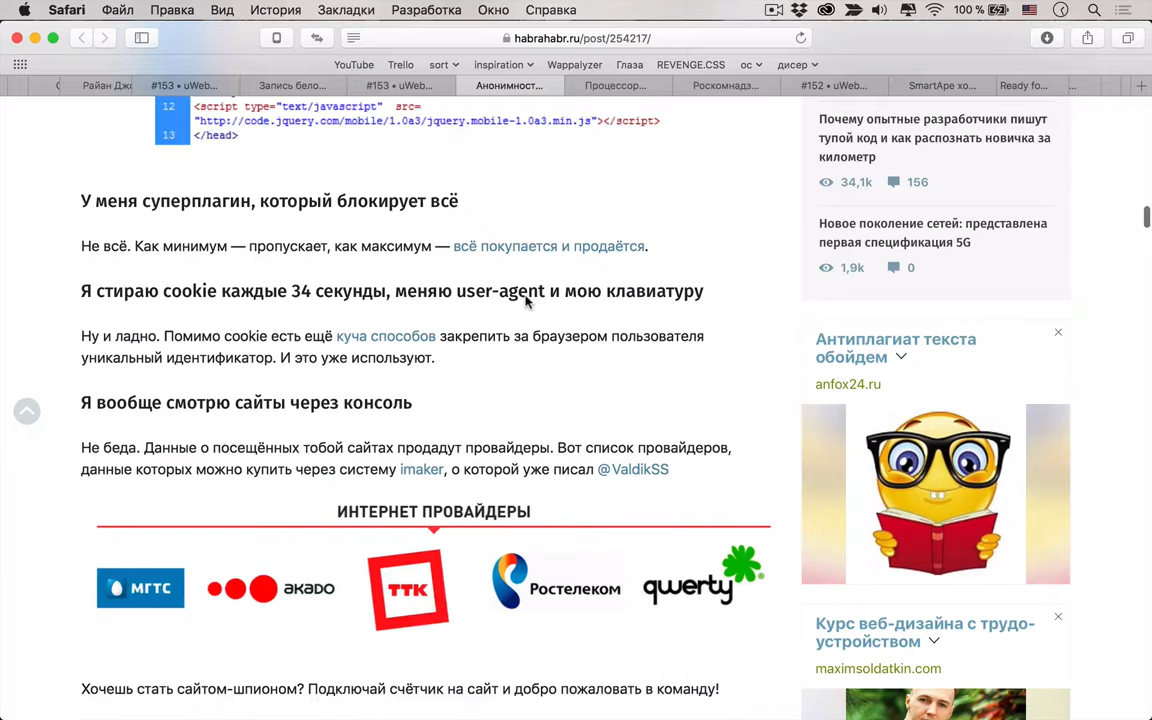 Safari Файл Правка Вид История Закладки Разработка Окно Справка 100 %
habrahabr.ru/post/254217/
YouTube Trello sort inspiration Wappalyzer Глаза REVENGE.CSS ос дисер
Райан Джо #153 • uWeb... Запись бело... #153 • uWeb... Анонимност... Процессор... Роскомнадз... #152 • uWeb... SmartApe хо... Ready fo...
12 <script type="text/javascript" src=
"http://code.jquery.com/mobile/1.0a3/jquery.mobile-1.0a3.min.js"></script>
13 </head>
У меня суперплагин, который блокирует всё
Не всё. Как минимум — пропускает, как максимум — всё покупается и продаётся.
Я стираю cookie каждые 34 секунды, меняю user-agent и мою клавиатуру
Ну и ладно. Помимо cookie есть ещё куча способов закрепить за браузером пользователя
уникальный идентификатор. И это уже используют.
Я вообще смотрю сайты через консоль
Не беда. Данные о посещённых тобой сайтах продадут провайдеры. Вот список провайдеров,
данные которых можно купить через систему imaker, о которой уже писал @ValdikSS
ИНТЕРНЕТ ПРОВАЙДЕРЫ
МГТС акадо ТТК Ростелеком qwerty
Хочешь стать сайтом-шпионом? Подключай счётчик на сайт и добро пожаловать в команду!
Почему опытные разработчики пишут
тупой код и как распознать новичка за
километр
34,1k 156
Новое поколение сетей: представлена
первая спецификация 5G
1,9k 0
Антиплагиат текста
обойдем
anfox24.ru
Курс веб-дизайна с трудо-
устройством
maximsoldatkin.com